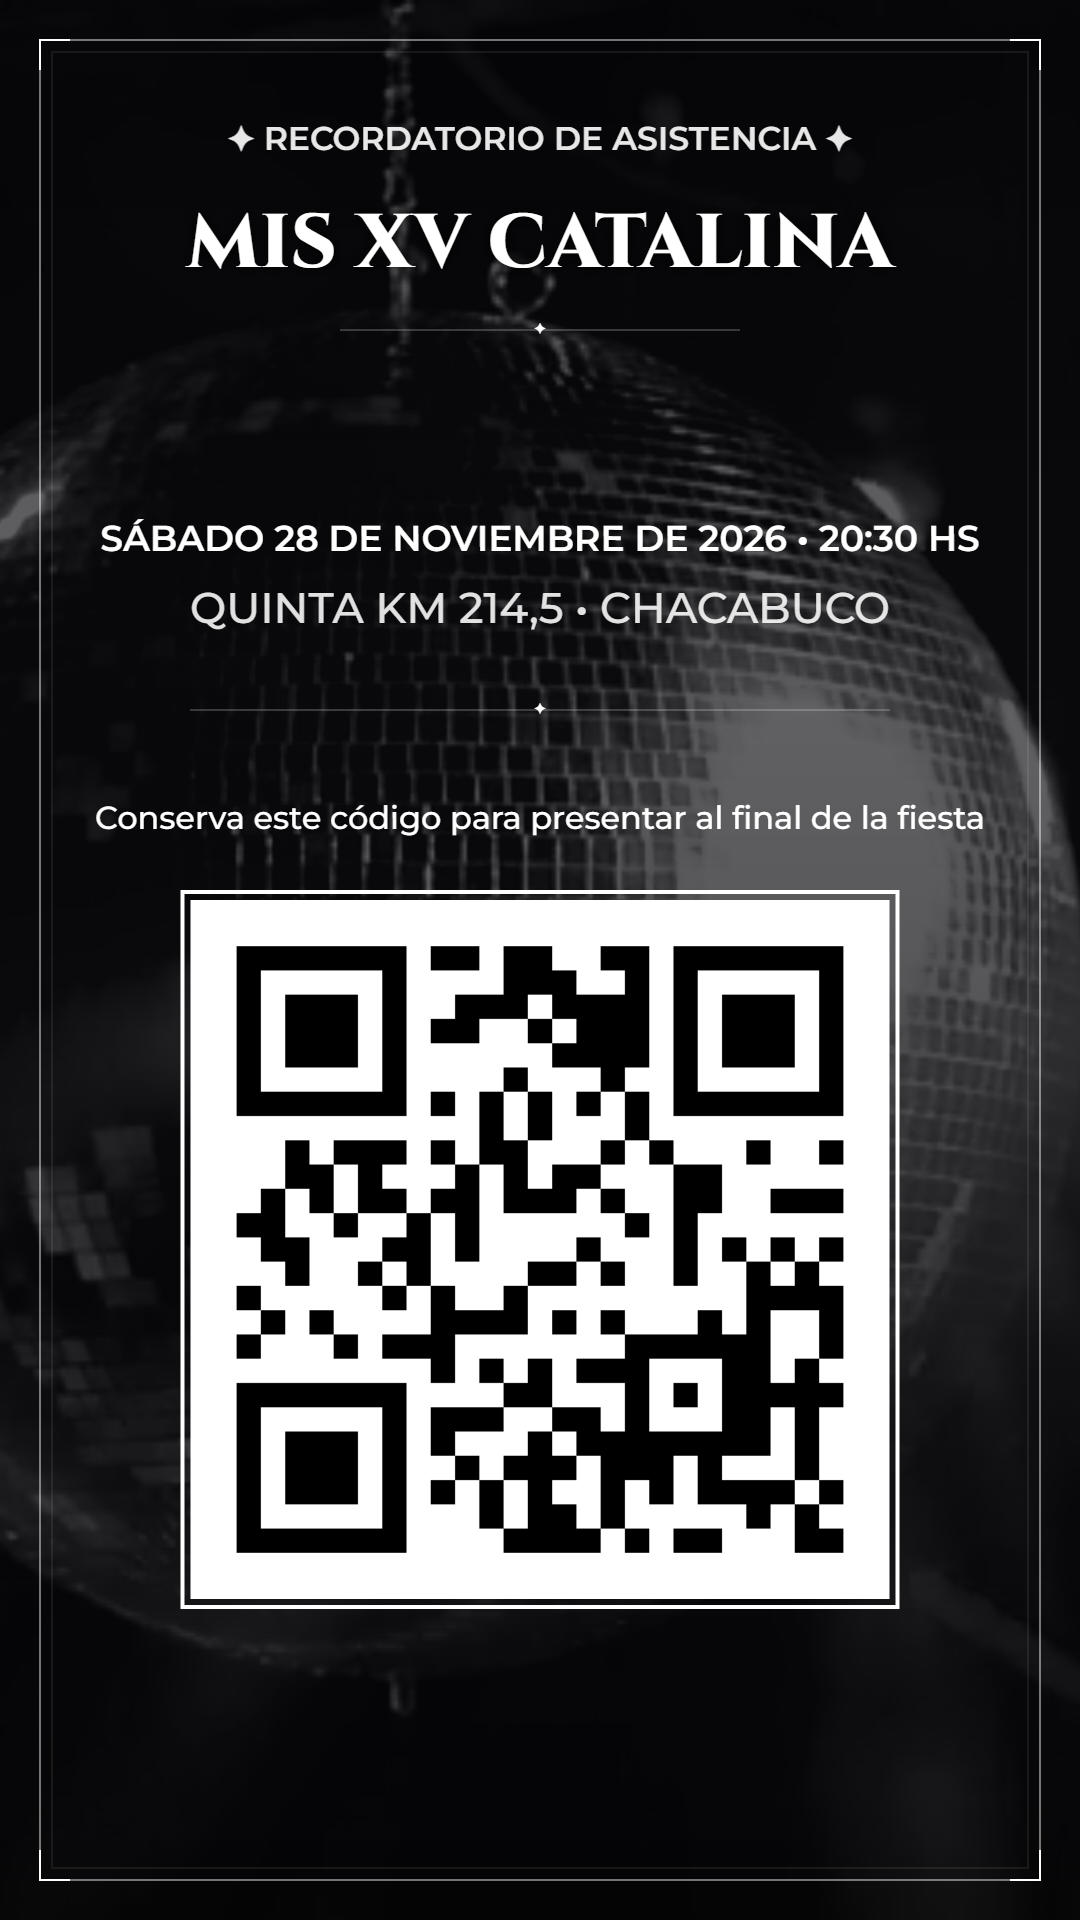 ✦ RECORDATORIO DE ASISTENCIA ✦
MIS XV CATALINA
SÁBADO 28 DE NOVIEMBRE DE 2026 • 20:30 HS
QUINTA KM 214,5 • CHACABUCO
Conserva este código para presentar al final de la fiesta